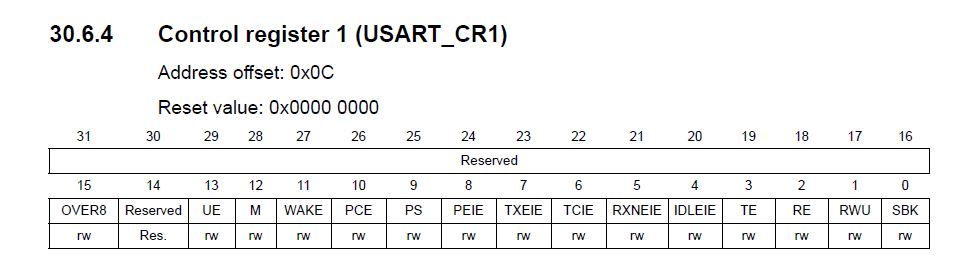 30.6.4 Control register 1 (USART_CR1)
Address offset: 0x0C
Reset value: 0x0000 0000
31 30 29 28 27 26 25 24 23 22 21 20 19 18 17 16
Reserved
15 14 13 12 11 10 9 8 7 6 5 4 3 2 1 0
OVER8 Reserved UE M WAKE PCE PS PEIE TXEIE TCIE RXNEIE IDLEIE TE RE RWU SBK
rw Res. rw rw rw rw rw rw rw rw rw rw rw rw rw rw